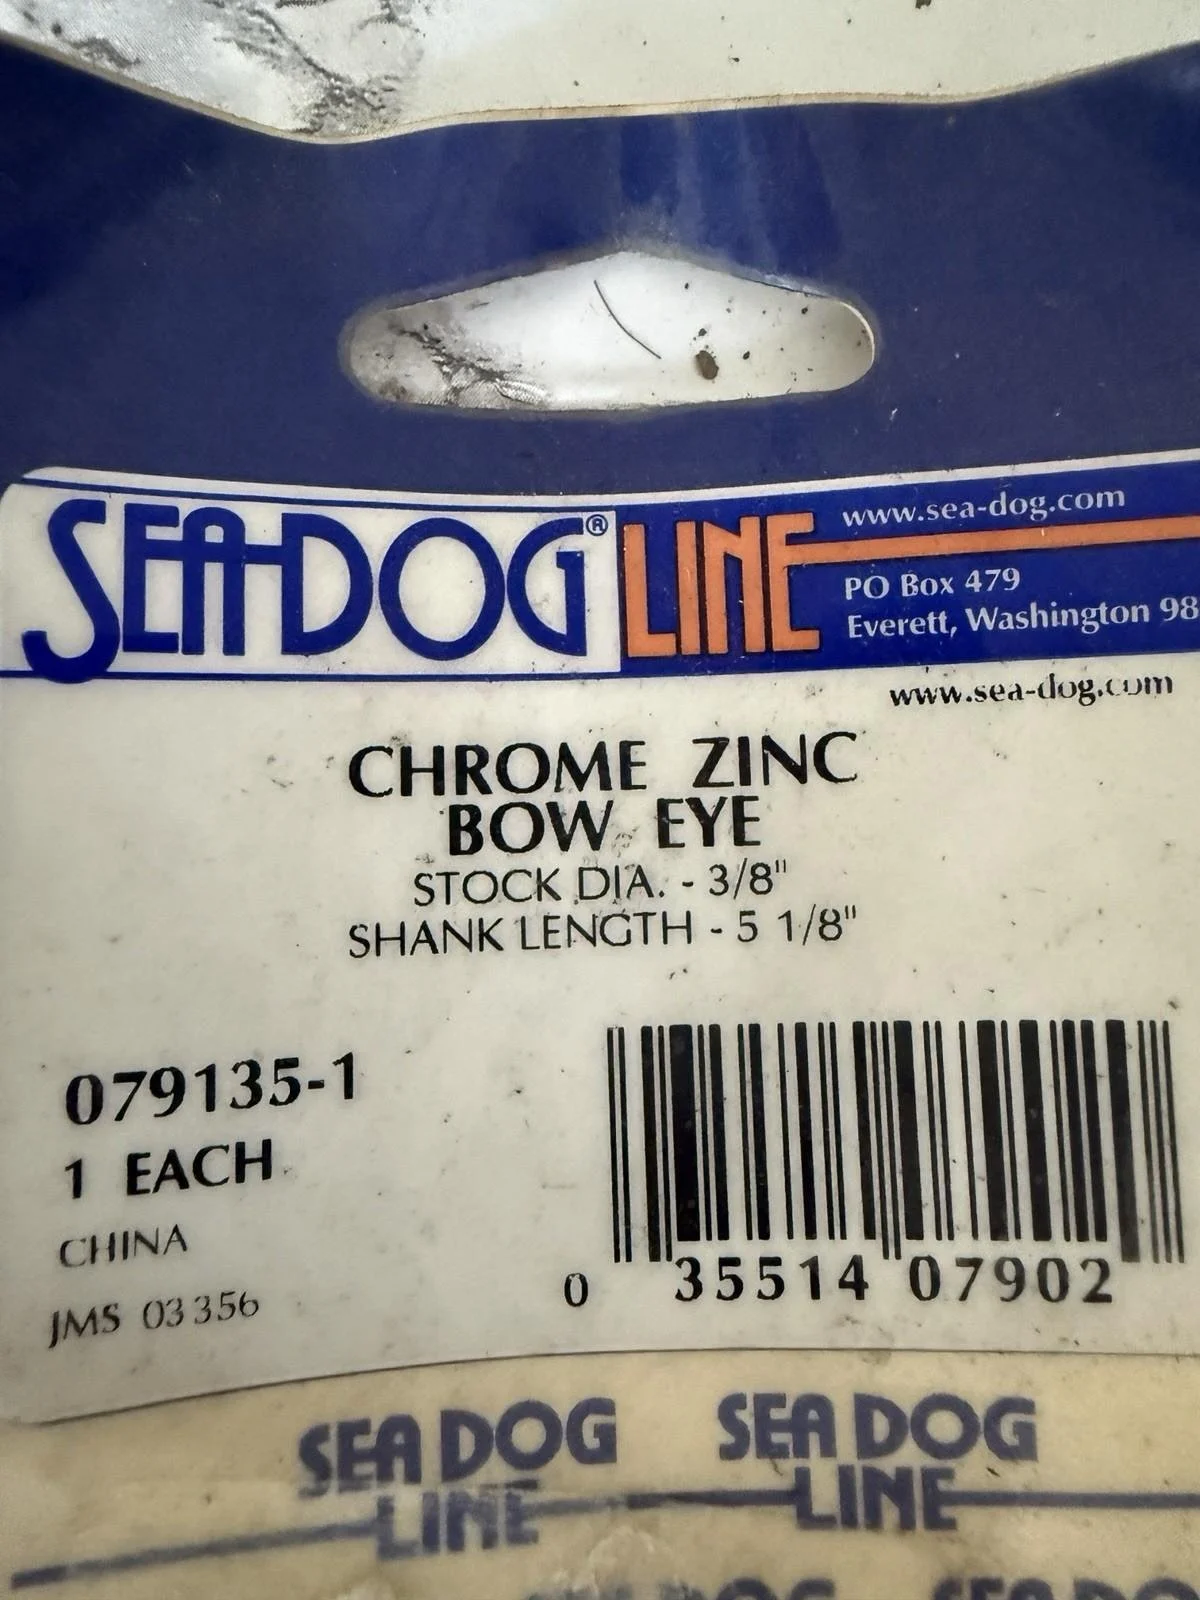 SEA-DOG® LINE
www.sea-dog.com
PO Box 479
Everett, Washington 98
www.sea-dog.com
CHROME ZINC
BOW EYE
STOCK DIA. - 3/8"
SHANK LENGTH - 5 1/8"
079135-1
1 EACH
CHINA
JMS 03356
0 35514 07902
SEA DOG SEA DOG
LINE LINE